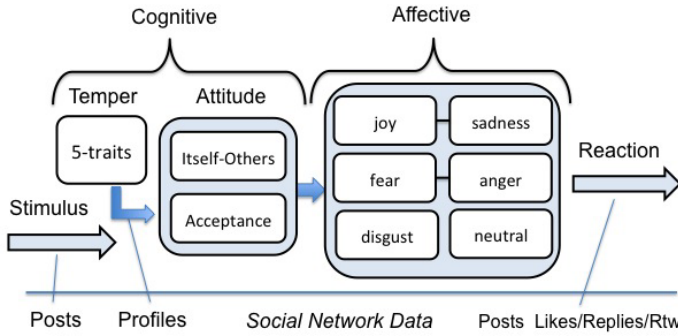 Cognitive
Affective
Temper
Attitude
5-traits
Itself-Others
Acceptance
joy
sadness
fear
anger
disgust
neutral
Reaction
Stimulus
Posts
Profiles
Social Network Data
Posts
Likes/Replies/Rtw